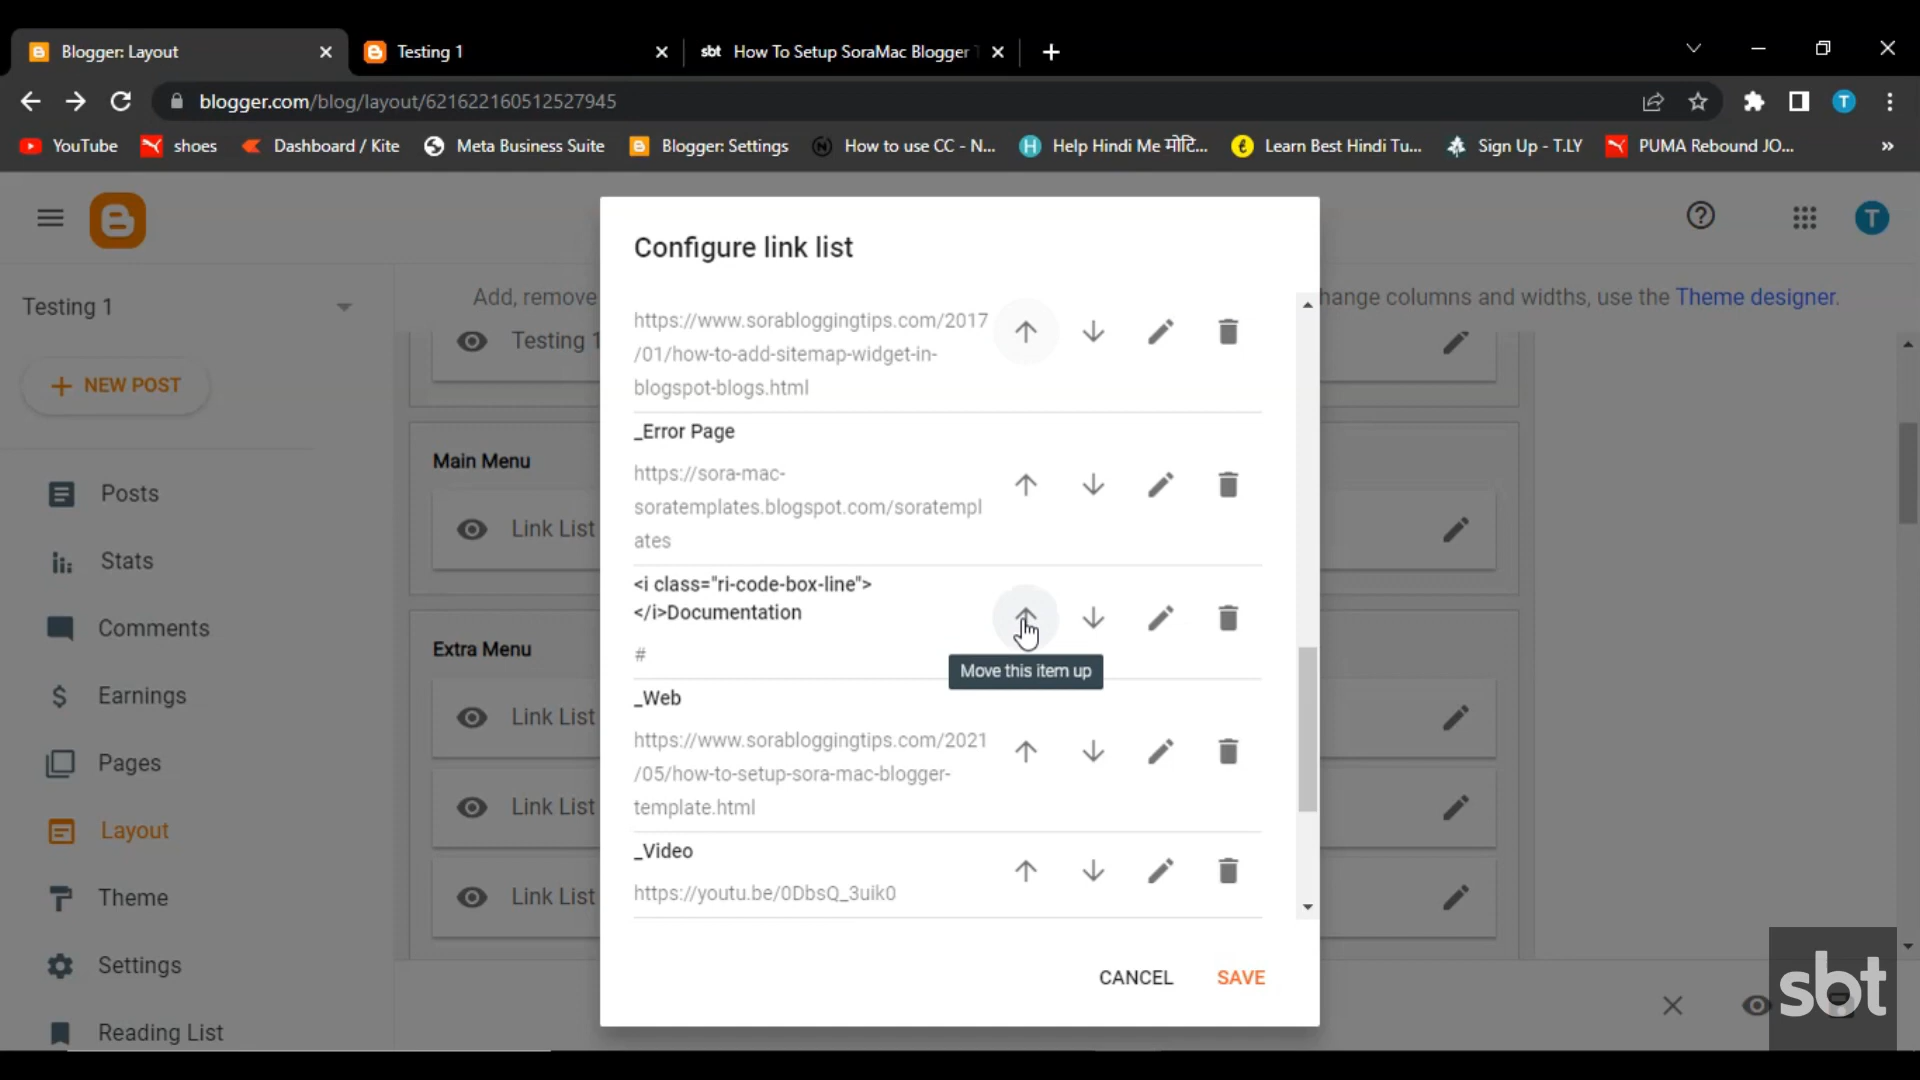 Blogger: Layout
Testing 1
sbt How To Setup SoraMac Blogger
blogger.com/blog/layout/621622160512527945
T
YouTube
shoes
Dashboard / Kite
Meta Business Suite
Blogger: Settings
How to use CC - N...
Help Hindi Me मोटि...
Learn Best Hindi Tu...
Sign Up - T.LY
PUMA Rebound JO...
»
T
Testing 1
NEW POST
Posts
Stats
Comments
Earnings
Pages
Layout
Theme
Settings
Reading List
Add, remove
hange columns and widths, use the Theme designer.
Testing 1
Main Menu
Link List
Extra Menu
Link List
Link List
Link List
Configure link list
https://www.sorabloggingtips.com/2017
/01/how-to-add-sitemap-widget-in-
blogspot-blogs.html
_Error Page
https://sora-mac-
soratemplates.blogspot.com/soratempl
ates
<i class="ri-code-box-line">
</i>Documentation
#
Move this item up
_Web
https://www.sorabloggingtips.com/2021
/05/how-to-setup-sora-mac-blogger-
template.html
_Video
https://youtu.be/0DbsQ_3uik0
CANCEL
SAVE
sbt